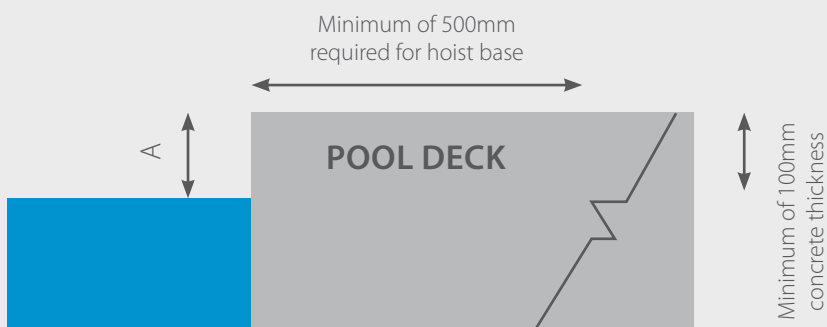 Minimum of 500mm
required for hoist base
A
POOL DECK
Minimum of 100mm
concrete thickness